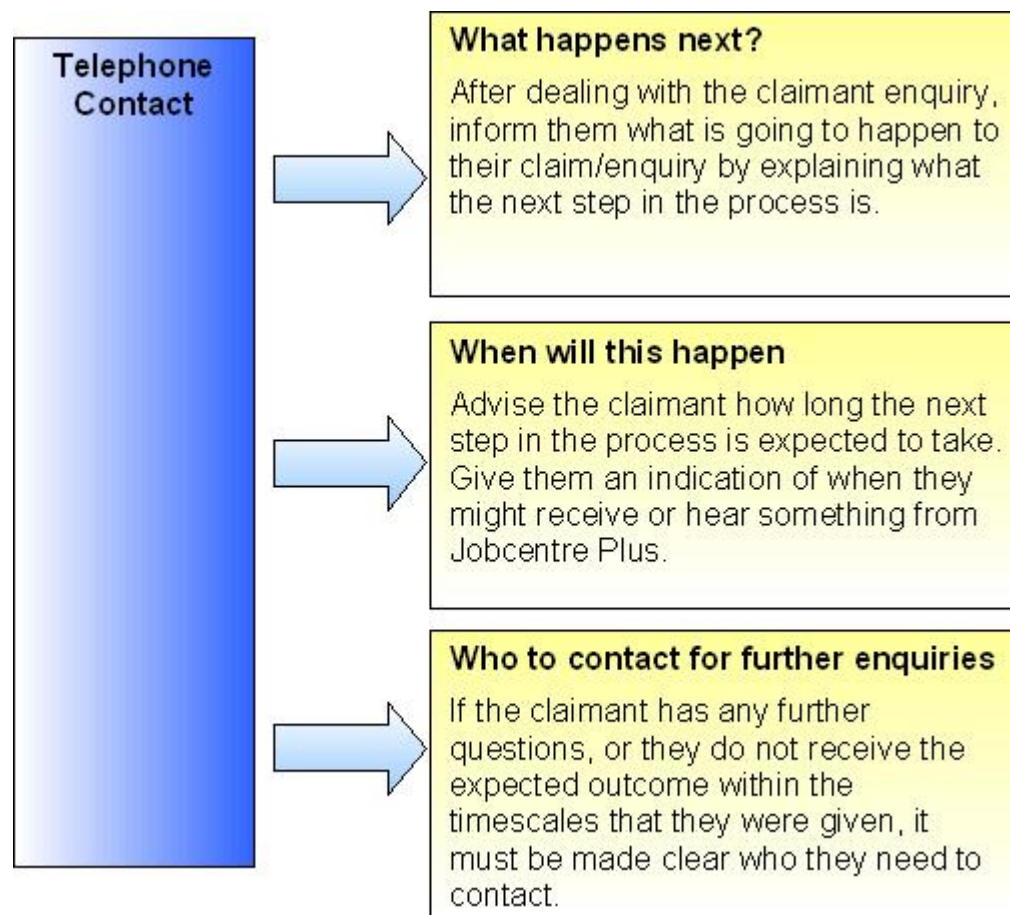 Telephone
Contact
What happens next?
After dealing with the claimant enquiry,
inform them what is going to happen to
their claim/enquiry by explaining what
the next step in the process is.
When will this happen
Advise the claimant how long the next
step in the process is expected to take.
Give them an indication of when they
might receive or hear something from
Jobcentre Plus.
Who to contact for further enquiries
If the claimant has any further
questions, or they do not receive the
expected outcome within the
timescales that they were given, it
must be made clear who they need to
contact.